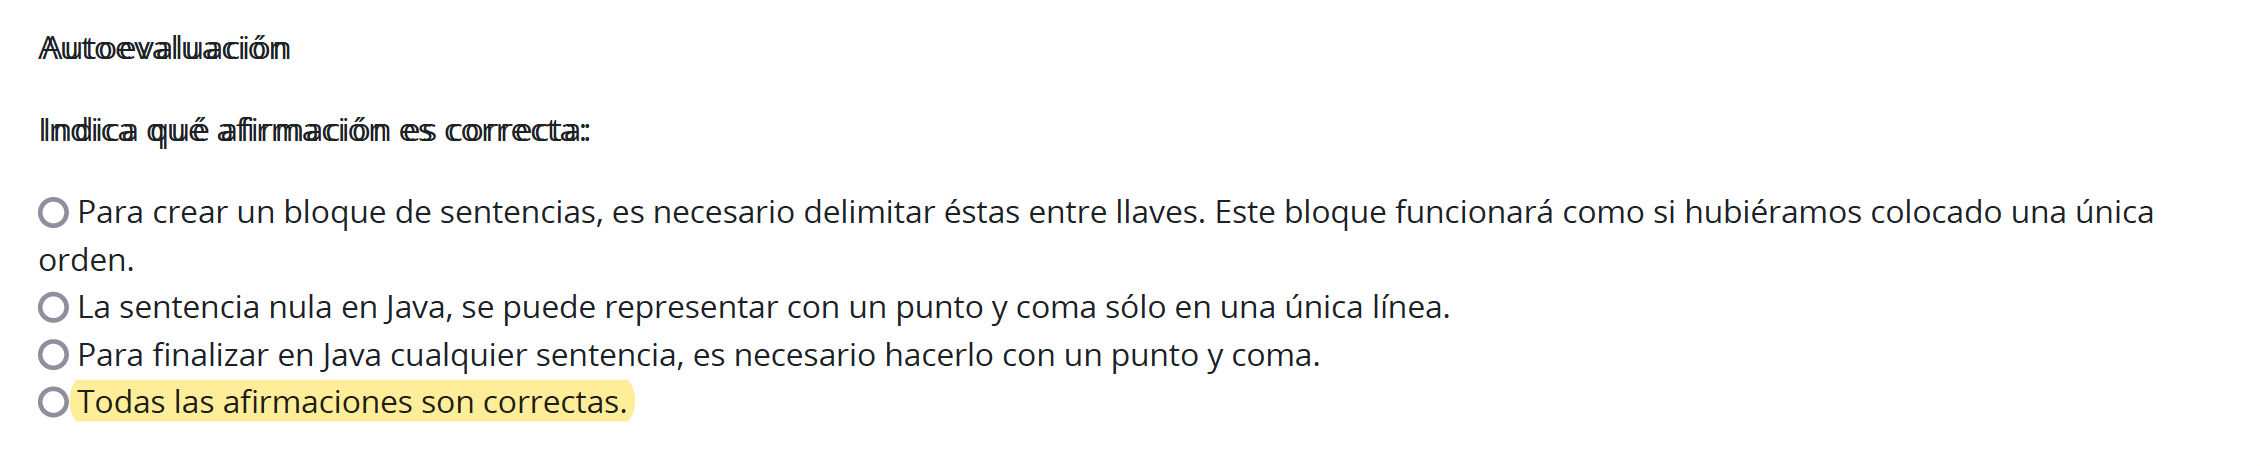 Autoevaluación
Indica qué afirmación es correcta:
Para crear un bloque de sentencias, es necesario delimitar éstas entre llaves. Este bloque funcionará como si hubiéramos colocado una única
orden.
La sentencia nula en Java, se puede representar con un punto y coma sólo en una única línea.
Para finalizar en Java cualquier sentencia, es necesario hacerlo con un punto y coma.
Todas las afirmaciones son correctas.